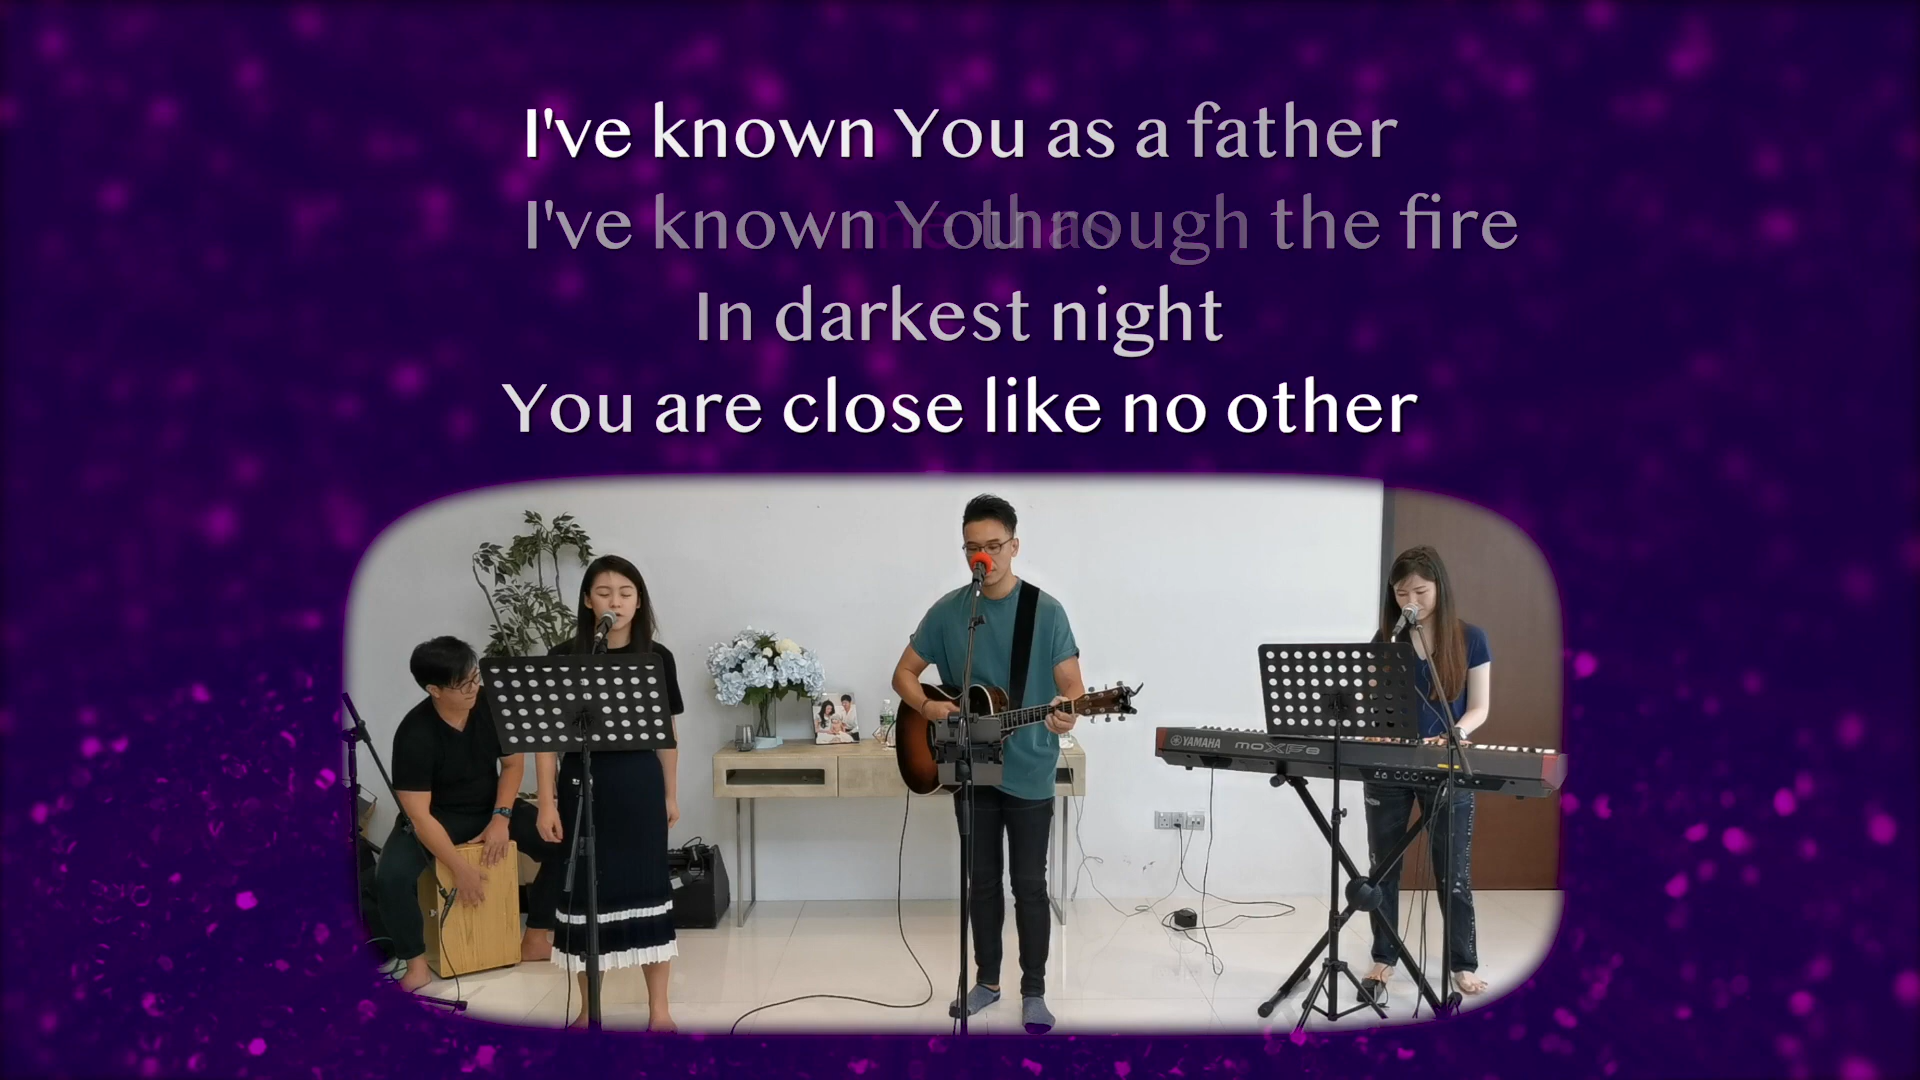 I've known You as a father
I've known through the fire
In darkest night
You are close like no other
YAMAHA MOXF8